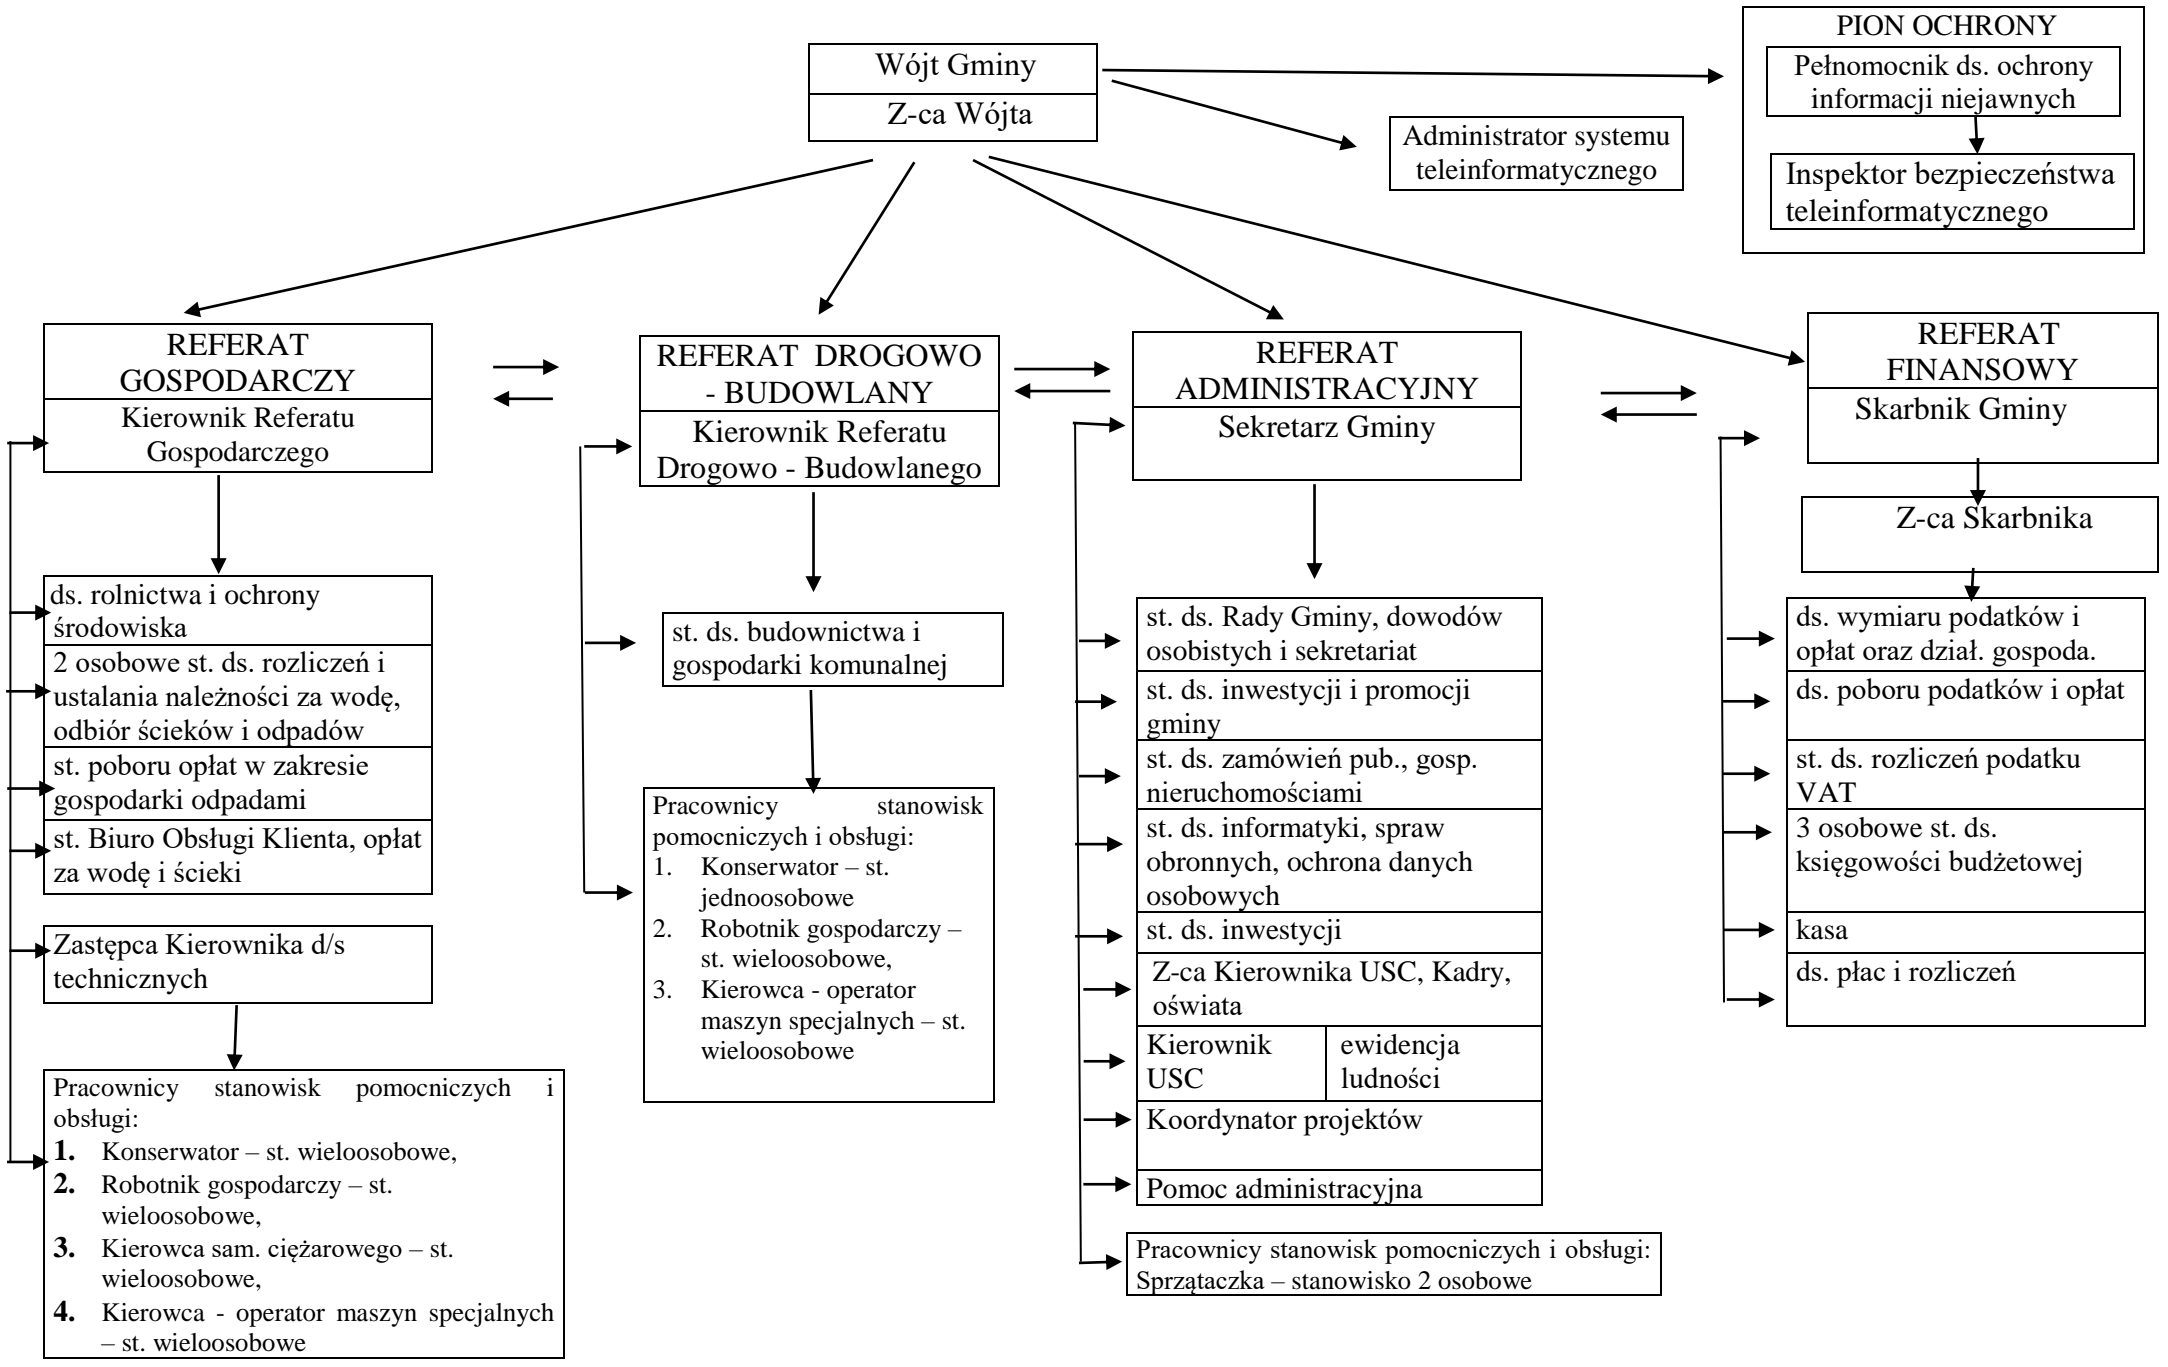 Wójt Gminy
Z-ca Wójta
PION OCHRONY
Pełnomocnik ds. ochrony
informacji niejawnych
Inspektor bezpieczeństwa
teleinformatycznego
Administrator systemu
teleinformatycznego
REFERAT
GOSPODARCZY
Kierownik Referatu
Gospodarczego
ds. rolnictwa i ochrony
środowiska
2 osobowe st. ds. rozliczeń i
ustalania należności za wodę,
odbiór ścieków i odpadów
st. poboru opłat w zakresie
gospodarki odpadami
st. Biuro Obsługi Klienta, opłat
za wodę i ścieki
Zastępca Kierownika d/s
technicznych
Pracownicy stanowisk pomocniczych i
obsługi:
1. Konserwator – st. wieloosobowe,
2. Robotnik gospodarczy – st.
wieloosobowe,
3. Kierowca sam. ciężarowego – st.
wieloosobowe,
4. Kierowca - operator maszyn specjalnych
– st. wieloosobowe
REFERAT DROGOWO
- BUDOWLANY
Kierownik Referatu
Drogowo - Budowlanego
st. ds. budownictwa i
gospodarki komunalnej
Pracownicy stanowisk
pomocniczych i obsługi:
1. Konserwator – st.
jednoosobowe
2. Robotnik gospodarczy –
st. wieloosobowe,
3. Kierowca - operator
maszyn specjalnych – st.
wieloosobowe
REFERAT
ADMINISTRACYJNY
Sekretarz Gminy
st. ds. Rady Gminy, dowodów
osobistych i sekretariat
st. ds. inwestycji i promocji
gminy
st. ds. zamówień pub., gosp.
nieruchomościami
st. ds. informatyki, spraw
obronnych, ochrona danych
osobowych
st. ds. inwestycji
Z-ca Kierownika USC, Kadry,
oświata
Kierownik
USC
ewidencja
ludności
Koordynator projektów
Pomoc administracyjna
Pracownicy stanowisk pomocniczych i obsługi:
Sprzątaczka – stanowisko 2 osobowe
REFERAT
FINANSOWY
Skarbnik Gminy
Z-ca Skarbnika
ds. wymiaru podatków i
opłat oraz dział. gospoda.
ds. poboru podatków i opłat
st. ds. rozliczeń podatku
VAT
3 osobowe st. ds.
księgowości budżetowej
kasa
ds. płac i rozliczeń